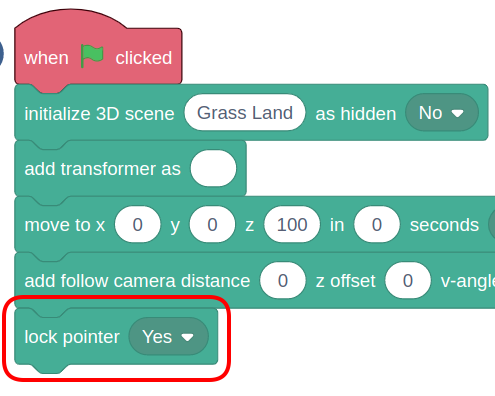 when clicked
initialize 3D scene Grass Land as hidden No
add transformer as
move to x 0 y 0 z 100 in 0 seconds
add follow camera distance 0 z offset 0 v-angle
lock pointer Yes